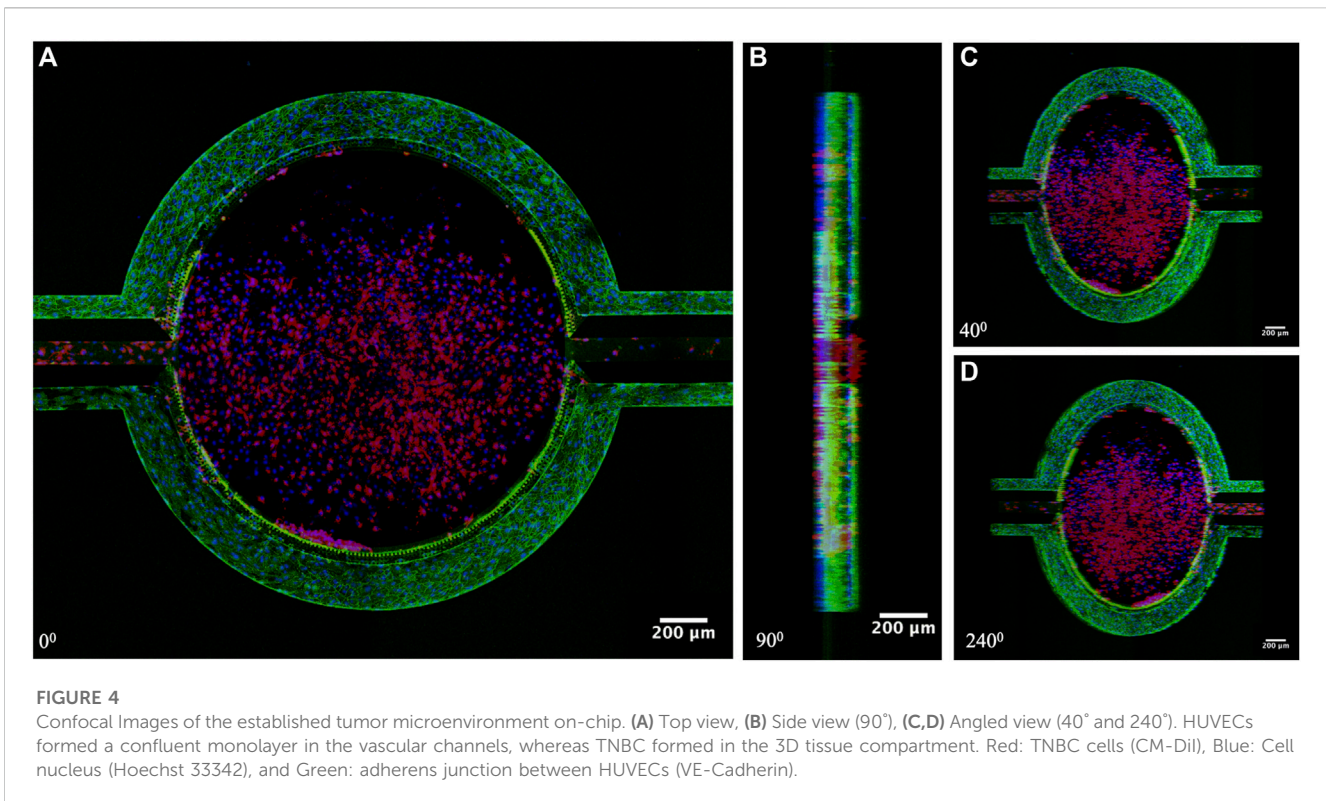 A
B
C
D
0⁰
200 µm
90⁰
200 µm
40⁰
200 µm
240⁰
200 µm
FIGURE 4
Confocal Images of the established tumor microenvironment on-chip. (A) Top view, (B) Side view (90°), (C,D) Angled view (40° and 240°). HUVECs
formed a confluent monolayer in the vascular channels, whereas TNBC formed in the 3D tissue compartment. Red: TNBC cells (CM-DiI), Blue: Cell
nucleus (Hoechst 33342), and Green: adherens junction between HUVECs (VE-Cadherin).